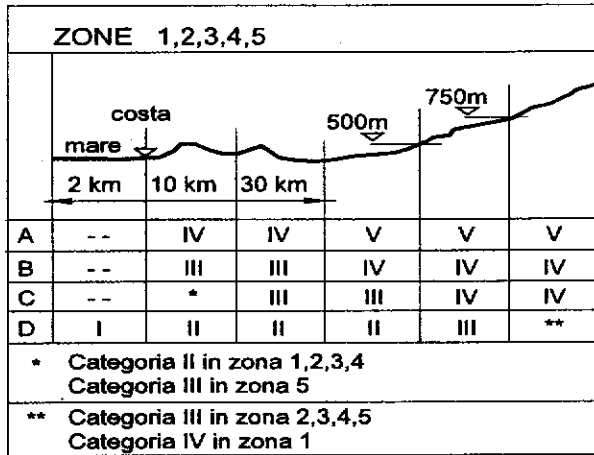 ZONE 1,2,3,4,5
750m
500m
costa
mare
2 km 10 km 30 km
A -- IV IV V V V
B -- III III IV IV IV
C -- * III III IV IV
D I II II II III **
* Categoria II in zona 1,2,3,4
Categoria III in zona 5
** Categoria III in zona 2,3,4,5
Categoria IV in zona 1